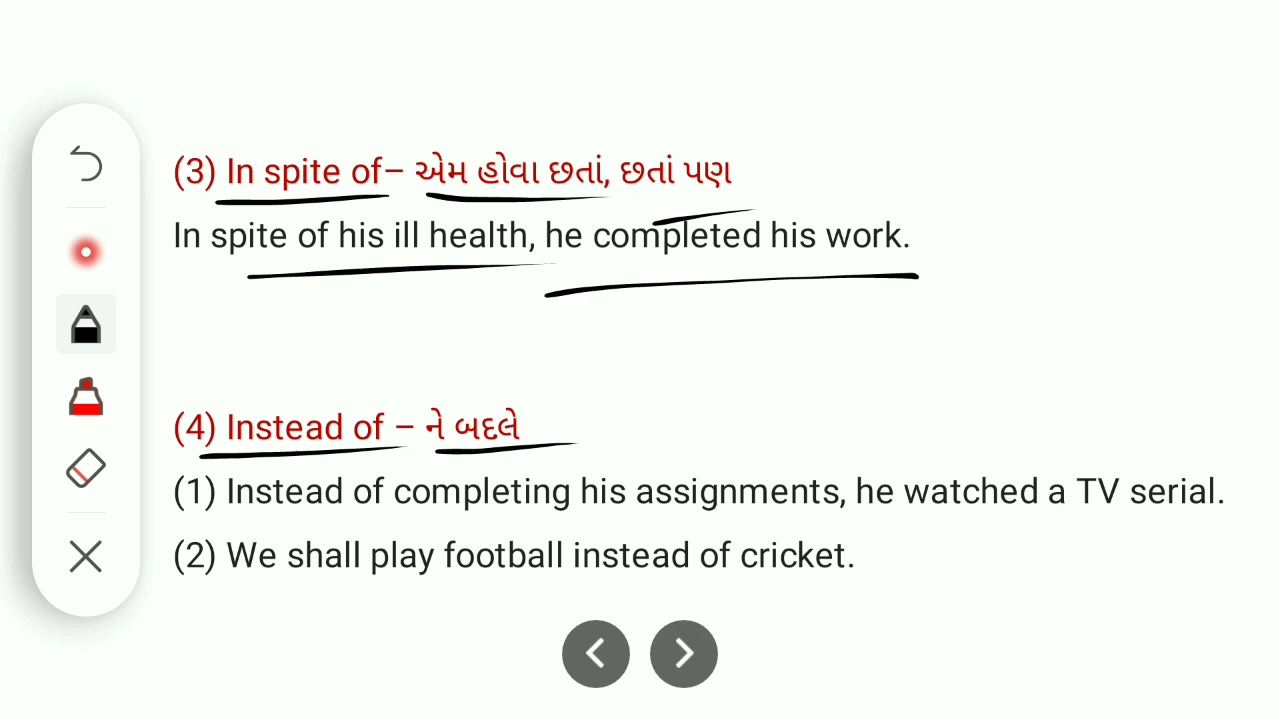 (3) In spite of– એમ હોવા છતાં, છતાં પણ
In spite of his ill health, he completed his work.
(4) Instead of – ને બદલે
(1) Instead of completing his assignments, he watched a TV serial.
(2) We shall play football instead of cricket.